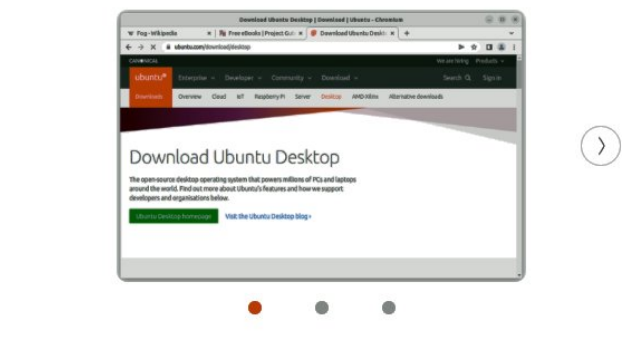 Download Ubuntu Desktop | Download | Ubuntu - Chromium
W Fog - Wikipedia
Free eBooks | Project Gut
Download Ubuntu Deskt
ubuntu.com/download/desktop
CANONICAL
We are hiring Products
ubuntu® Enterprise Developer Community Download Search Sign in
Downloads Overview Cloud IoT Raspberry Pi Server Desktop AMD-Xilinx Alternative downloads
Download Ubuntu Desktop
The open-source desktop operating system that powers millions of PCs and laptops
around the world. Find out more about Ubuntu's features and how we support
developers and organisations below.
Ubuntu Desktop homepage Visit the Ubuntu Desktop blog ›